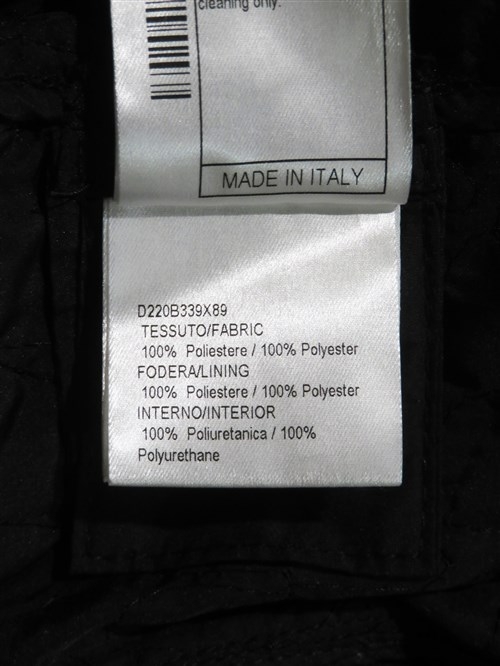 cleaning only.
MADE IN ITALY
D220B339X89
TESSUTO/FABRIC
100% Poliestere / 100% Polyester
FODERA/LINING
100% Poliestere / 100% Polyester
INTERNO/INTERIOR
100% Poliuretanica / 100%
Polyurethane